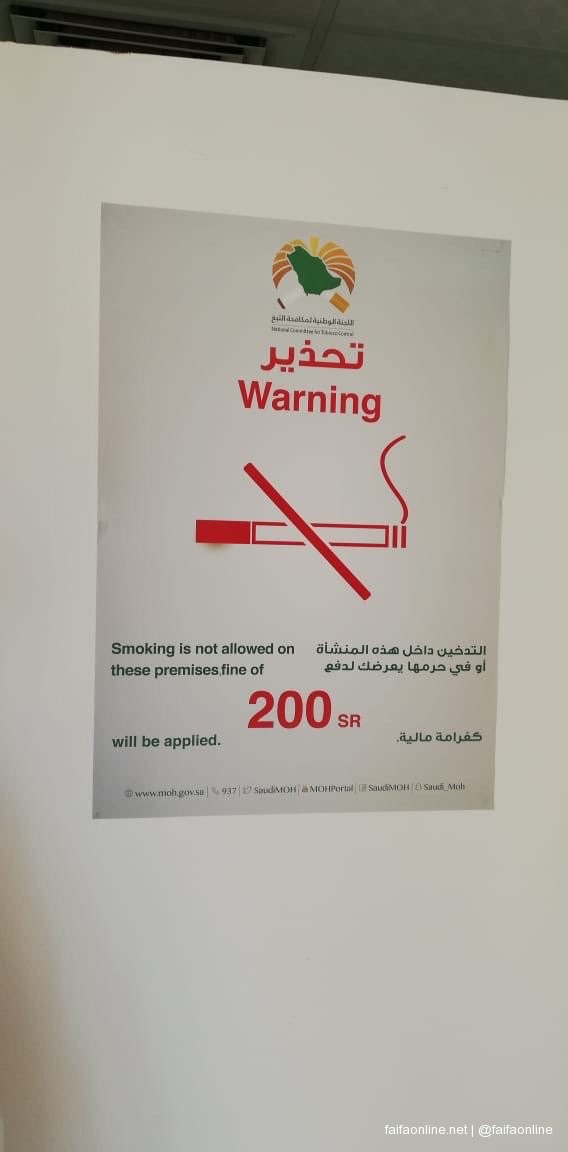 اللجنة الوطنية لمكافحة التبغ
National Committee for Tobacco Control
تحذير
Warning
Smoking is not allowed on
these premises,fine of
التدخين داخل هذه المنشأة
أو في حرمها يعرضك لدفع
200 SR
will be applied.
كغرامة مالية.
www.moh.gov.sa | 937 | SaudiMOH | MOHPortal | SaudiMOH | Saudi_Moh
faifaonline.net | @faifaonline